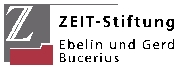 Z ZEIT-Stiftung
Ebelin und Gerd
Bucerius